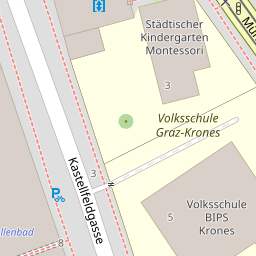 Städtischer
Kindergarten
Montessori
3
Volksschule
Graz-Krones
3
Kastellfeldgasse
P
Volksschule
BIPS
Krones
5
llenbad
8